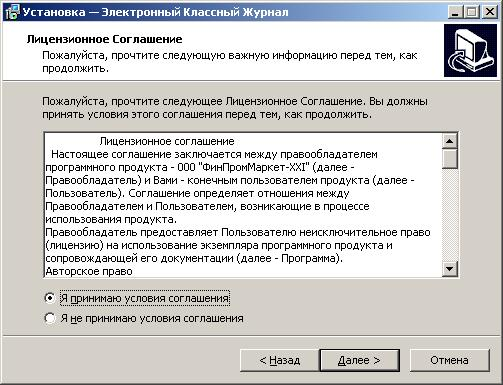 Установка — Электронный Классный Журнал
Лицензионное Соглашение
Пожалуйста, прочтите следующую важную информацию перед тем, как
продолжить.
Пожалуйста, прочтите следующее Лицензионное Соглашение. Вы должны
принять условия этого соглашения перед тем, как продолжить.
Лицензионное соглашение
Настоящее соглашение заключается между правообладателем
программного продукта - ООО "ФинПромМаркет-XXI" (далее -
Правообладатель) и Вами - конечным пользователем продукта (далее -
Пользователь). Соглашение определяет отношения между
Правообладателем и Пользователем, возникающие в процессе
использования продукта.
Правообладатель предоставляет Пользователю неисключительное право
(лицензию) на использование экземпляра программного продукта и
сопровождающей его документации (далее - Программа).
Авторское право
Я принимаю условия соглашения
Я не принимаю условия соглашения
< Назад
Далее >
Отмена